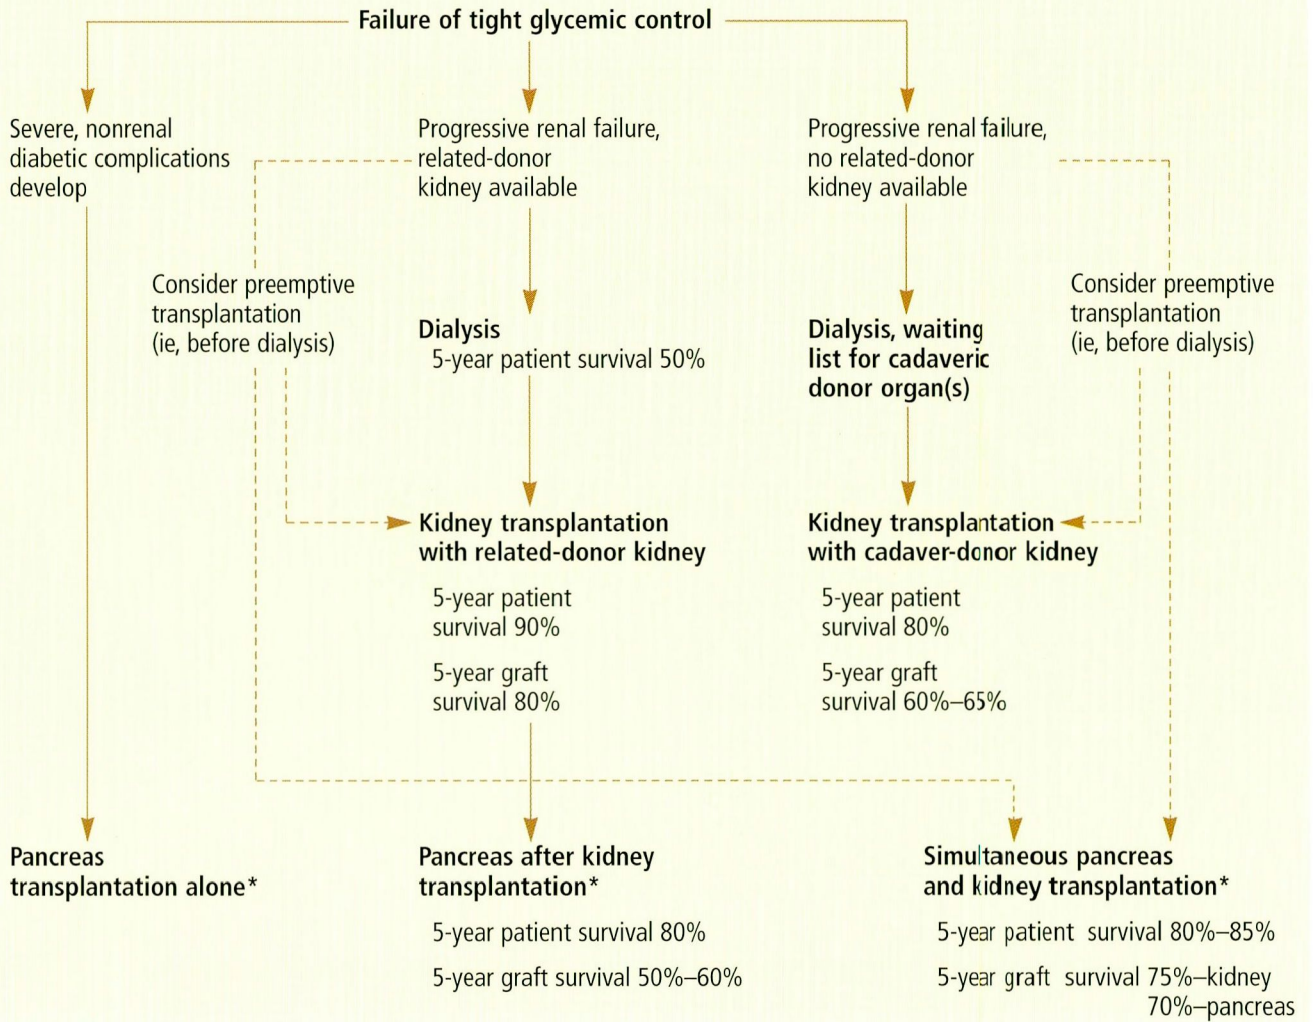 Failure of tight glycemic control
Severe, nonrenal
diabetic complications
develop
Progressive renal failure,
related-donor
kidney available
Progressive renal failure,
no related-donor
kidney available
Consider preemptive
transplantation
(ie, before dialysis)
Dialysis
5-year patient survival 50%
Dialysis, waiting
list for cadaveric
donor organ(s)
Consider preemptive
transplantation
(ie, before dialysis)
Kidney transplantation
with related-donor kidney
5-year patient
survival 90%
5-year graft
survival 80%
Kidney transplantation
with cadaver-donor kidney
5-year patient
survival 80%
5-year graft
survival 60%–65%
Pancreas
transplantation alone*
Pancreas after kidney
transplantation*
5-year patient survival 80%
5-year graft survival 50%–60%
Simultaneous pancreas
and kidney transplantation*
5-year patient survival 80%–85%
5-year graft survival 75%–kidney
70%–pancreas